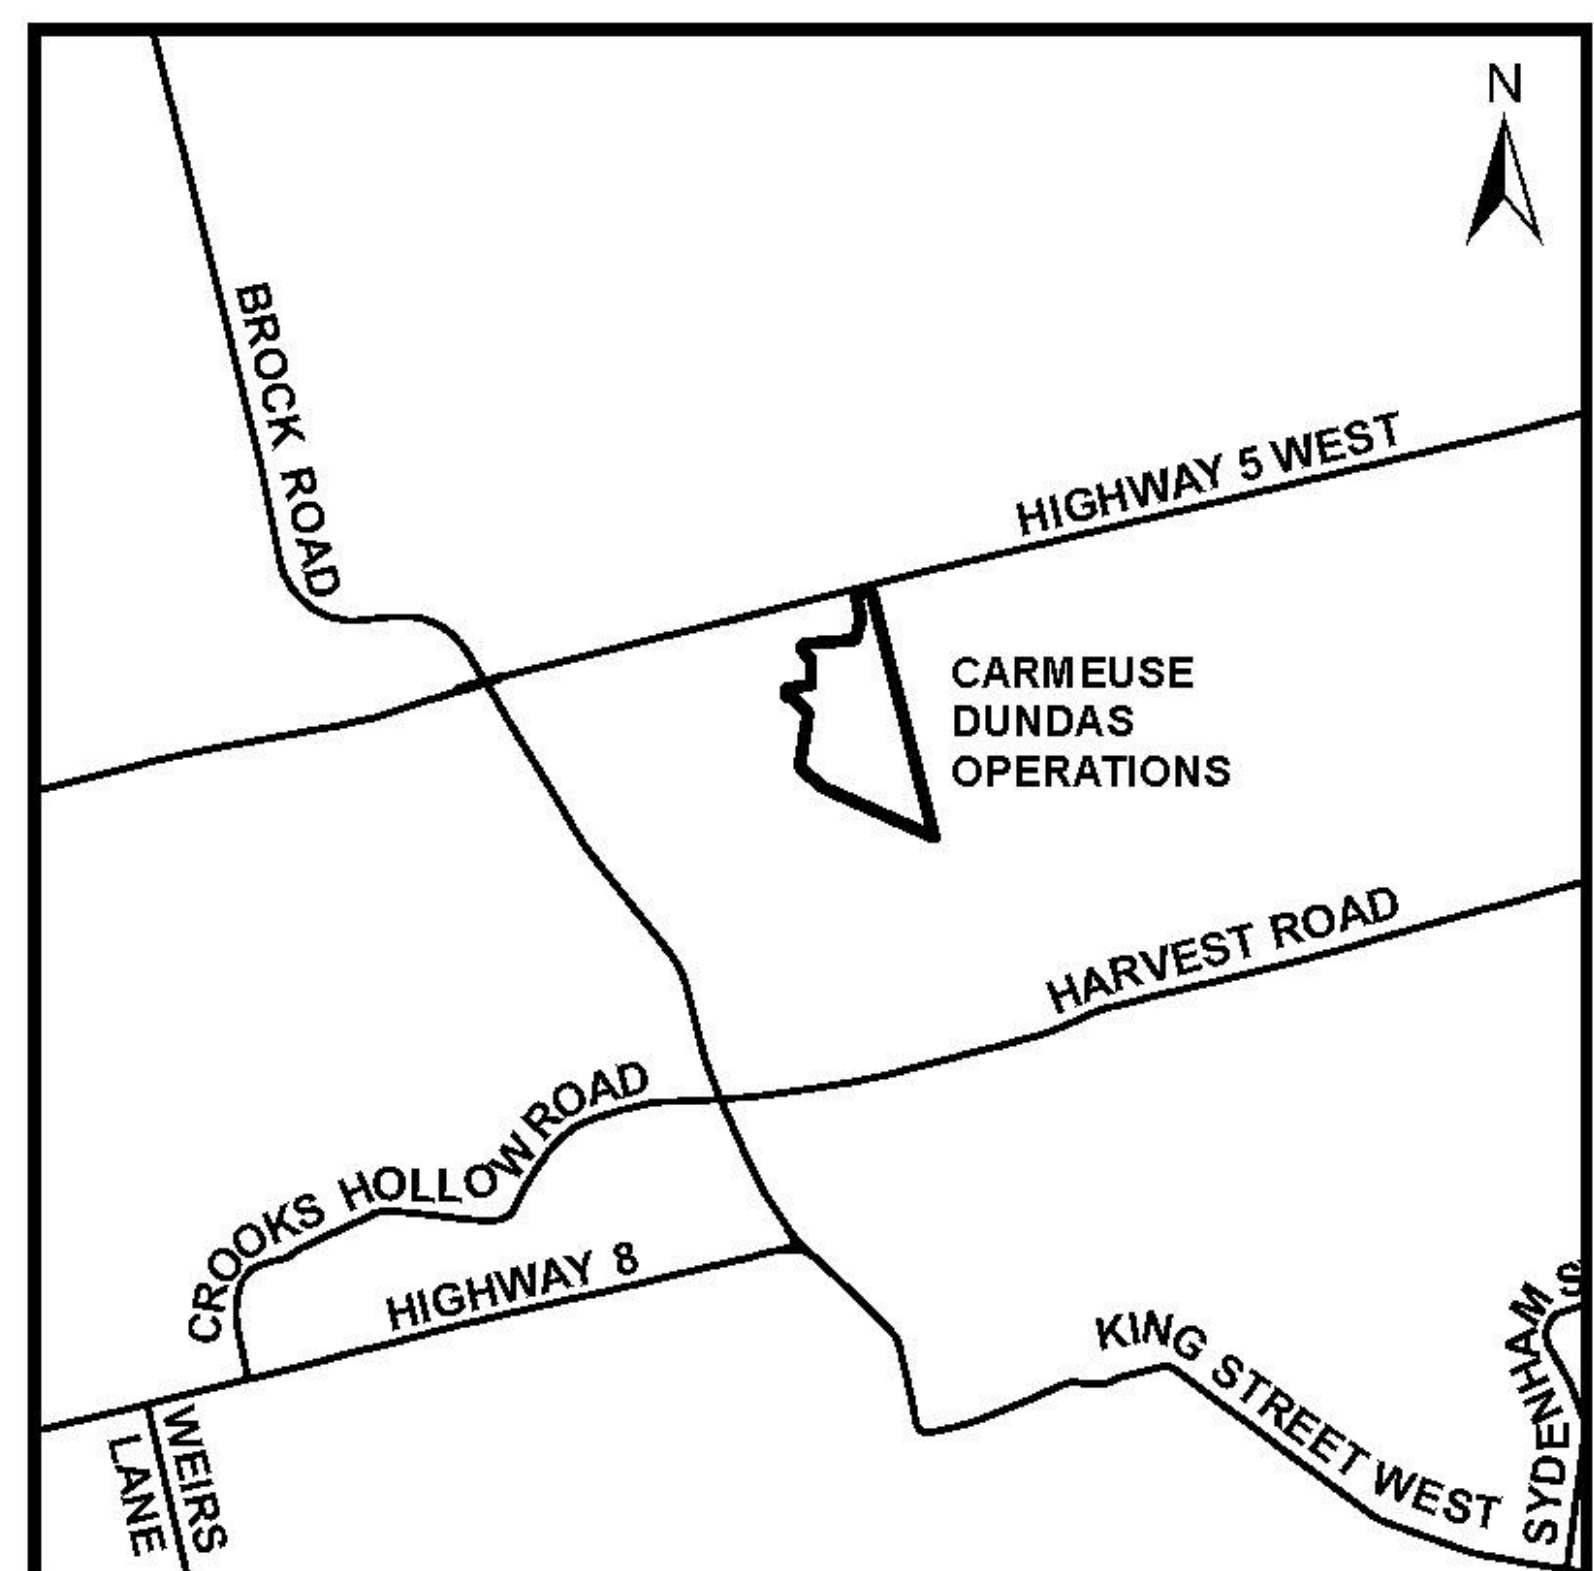 N
BROCK ROAD
HIGHWAY 5 WEST
CARMEUSE
DUNDAS
OPERATIONS
HARVEST ROAD
CROOKS HOLLOW ROAD
HIGHWAY 8
KING STREET WEST
SYDENHAM S
WEIRS
LANE